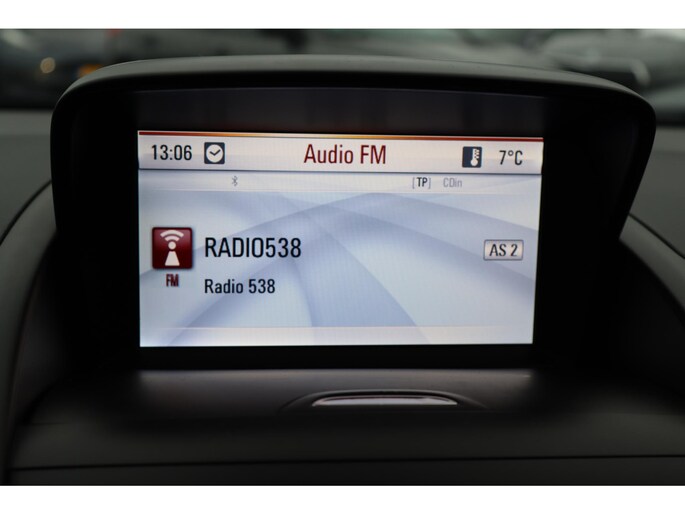 13:06 Audio FM 7°C
[TP] CDin
RADIO538 AS 2
FM Radio 538